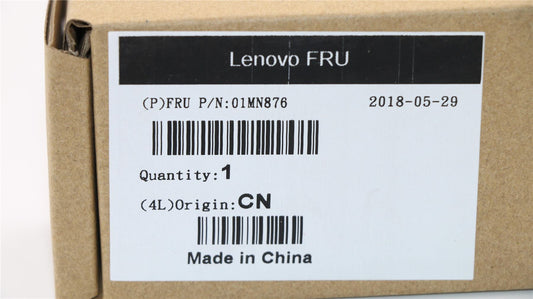 Lenovo FRU
(P)FRU P/N:01MN876 2018-05-29
Quantity:1
(4L)Origin:CN
Made in China